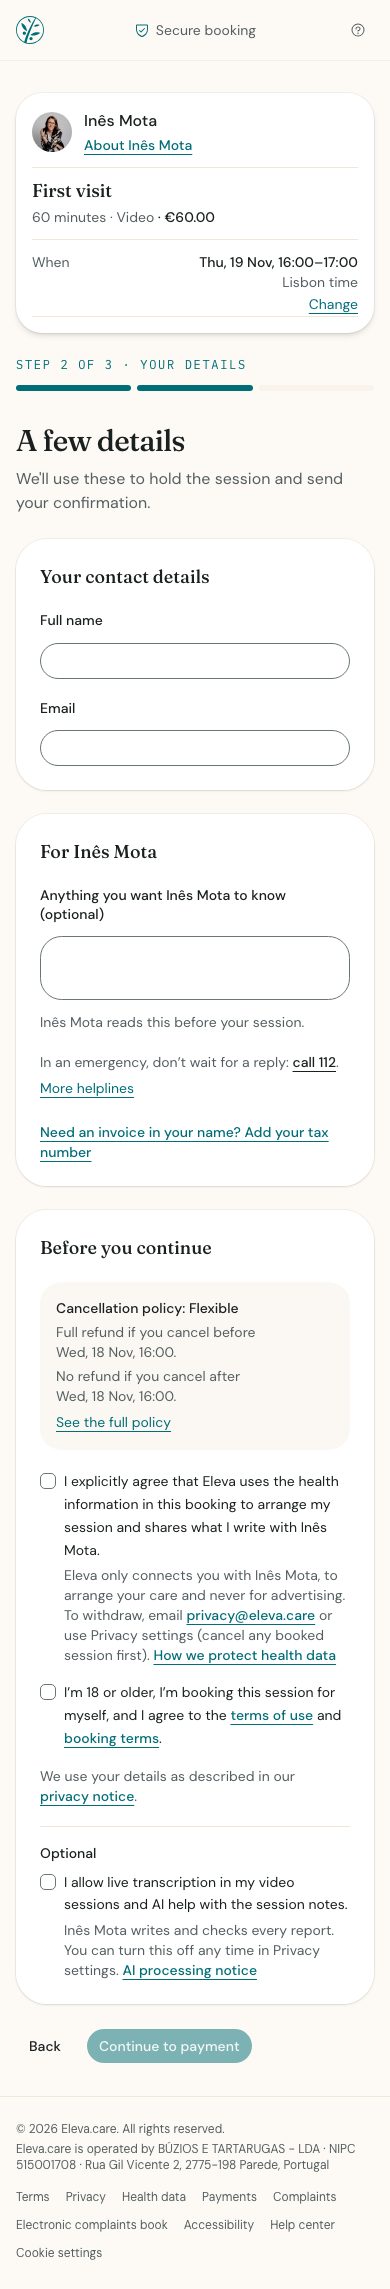 Secure booking
Inês Mota
About Inês Mota
First visit
60 minutes · Video · €60.00
When
Thu, 19 Nov, 16:00–17:00
Lisbon time
Change
STEP 2 OF 3 · YOUR DETAILS
A few details
We'll use these to hold the session and send
your confirmation.
Your contact details
Full name
Email
For Inês Mota
Anything you want Inês Mota to know
(optional)
Inês Mota reads this before your session.
In an emergency, don’t wait for a reply: call 112.
More helplines
Need an invoice in your name? Add your tax
number
Before you continue
Cancellation policy: Flexible
Full refund if you cancel before
Wed, 18 Nov, 16:00.
No refund if you cancel after
Wed, 18 Nov, 16:00.
See the full policy
I explicitly agree that Eleva uses the health
information in this booking to arrange my
session and shares what I write with Inês
Mota.
Eleva only connects you with Inês Mota, to
arrange your care and never for advertising.
To withdraw, email privacy@eleva.care or
use Privacy settings (cancel any booked
session first). How we protect health data
I’m 18 or older, I’m booking this session for
myself, and I agree to the terms of use and
booking terms.
We use your details as described in our
privacy notice.
Optional
I allow live transcription in my video
sessions and AI help with the session notes.
Inês Mota writes and checks every report.
You can turn this off any time in Privacy
settings. AI processing notice
Back
Continue to payment
© 2026 Eleva.care. All rights reserved.
Eleva.care is operated by BÚZIOS E TARTARUGAS - LDA · NIPC
515001708 · Rua Gil Vicente 2, 2775-198 Parede, Portugal
Terms Privacy Health data Payments Complaints
Electronic complaints book Accessibility Help center
Cookie settings